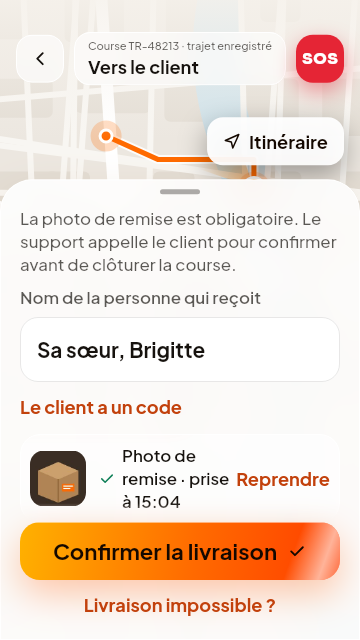 Course TR-48213 · trajet enregistré
Vers le client
SOS
Itinéraire
La photo de remise est obligatoire. Le
support appelle le client pour confirmer
avant de clôturer la course.
Nom de la personne qui reçoit
Sa sœur, Brigitte
Le client a un code
Photo de
remise · prise
à 15:04
Reprendre
Confirmer la livraison
Livraison impossible ?